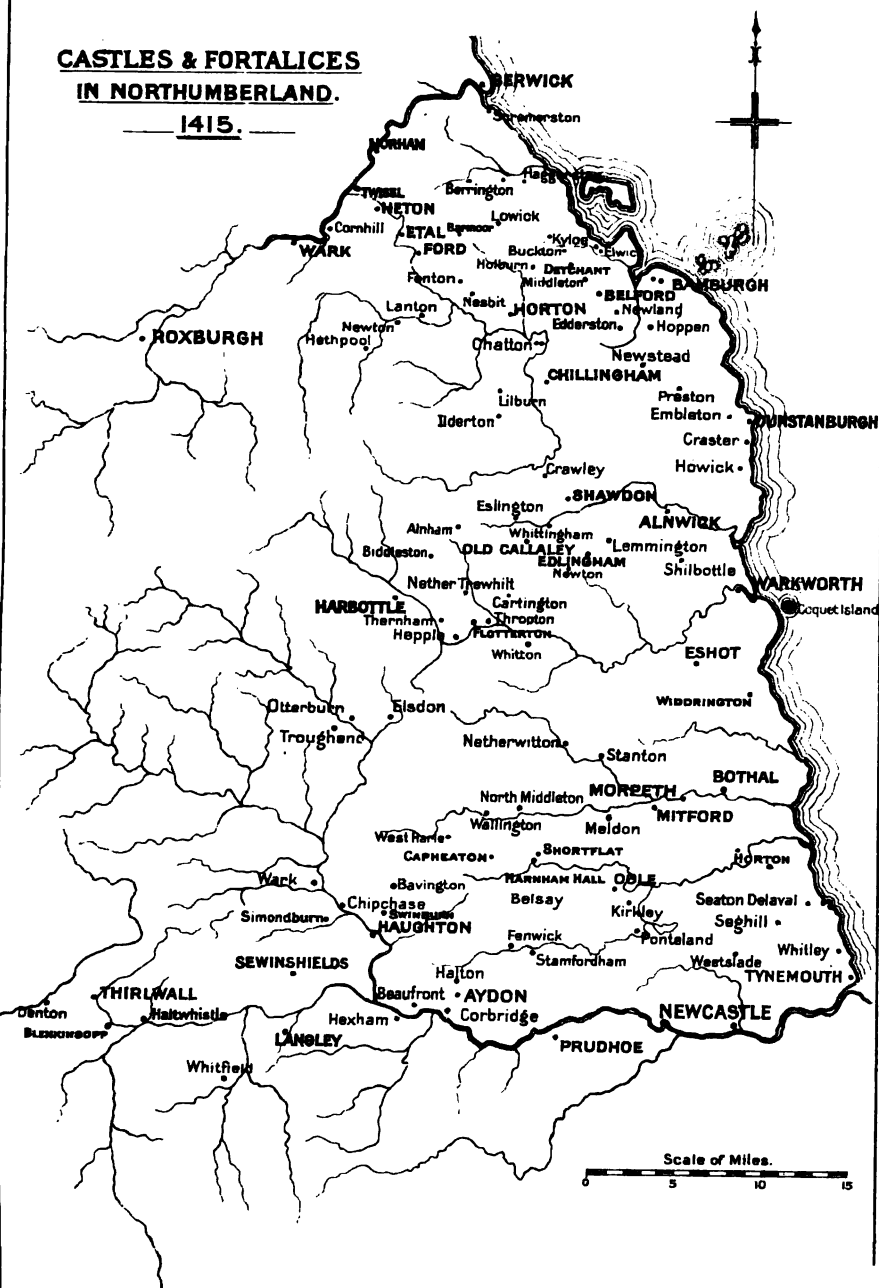 CASTLES & FORTALICES
IN NORTHUMBERLAND.
1415.
BERWICK
Scremerston
NORHAM
Haggerston
TWISEL
Berrington
HETON
Lowick
Cornhill
ETAL
Barmoor
Kyloe
WARK
FORD
Buckton
Elwic
Holburn
DETCHANT
Fenton
Middleton
BAMBURGH
Nesbit
BELFORD
Lanton
HORTON
Newland
Newton
Edderston
Hoppen
ROXBURGH
Hethpool
Chatton
Newstead
CHILLINGHAM
Preston
Lilburn
Embleton
Ilderton
DUNSTANBURGH
Craster
Crawley
Howick
SHAWDON
Eslington
ALNWICK
Alnham
Whittingham
Biddleston
OLD CALLALEY
Lemmington
EDLINGHAM
Newton
Shilbottle
Nether Trewhilt
WARKWORTH
HARBOTTLE
Cartington
Coquet Island
Thernham
Thropton
Hepple
FLOTTERTON
Whitton
ESHOT
WIDDRINGTON
Otterburn
Elsdon
Troughend
Netherwitton
Stanton
BOTHAL
North Middleton
MORPETH
Wallington
Meldon
MITFORD
West Harle
CAPHEATON
SHORTFLAT
HORTON
Wark
Bavington
HARNHAM HALL
OGLE
Chipchase
Belsay
Seaton Delaval
Simondburn
SWINBURN
Kirkley
Seghill
HAUGHTON
Fenwick
Ponteland
Whitley
SEWINSHIELDS
Stamfordham
Westslade
Halton
TYNEMOUTH
THIRLWALL
Beaufront
AYDON
Denton
Haltwhistle
Hexham
Corbridge
NEWCASTLE
BLENKINSOPP
LANGLEY
PRUDHOE
Whitfield
Scale of Miles.
0 5 10 15